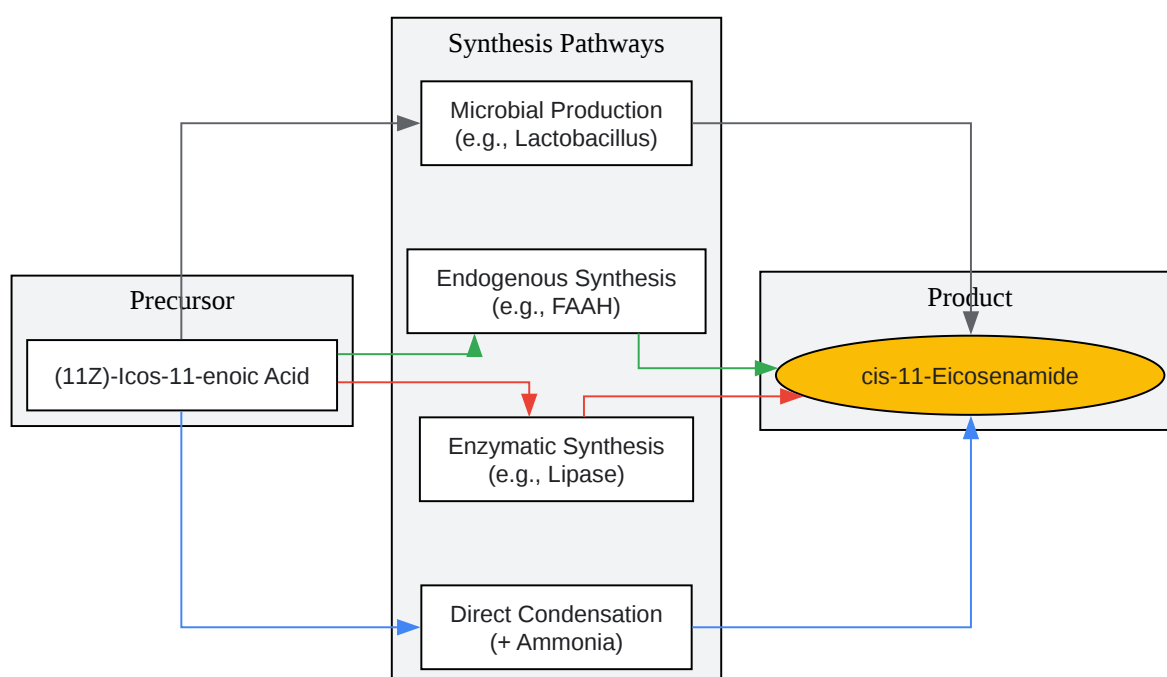 Synthesis Pathways
Microbial Production
(e.g., Lactobacillus)
Endogenous Synthesis
(e.g., FAAH)
Precursor
(11Z)-Icos-11-enoic Acid
Product
cis-11-Eicosenamide
Enzymatic Synthesis
(e.g., Lipase)
Direct Condensation
(+ Ammonia)